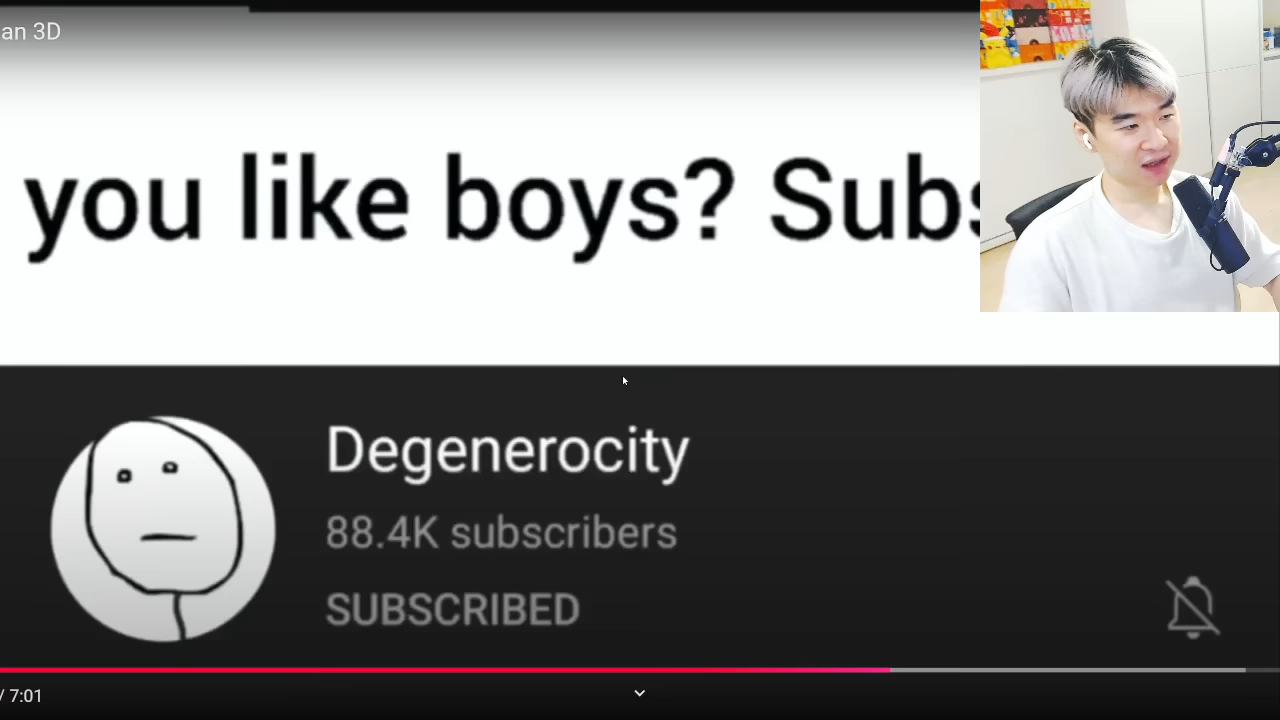 an 3D
you like boys? Subs
Degenerocity
88.4K subscribers
SUBSCRIBED
/ 7:01